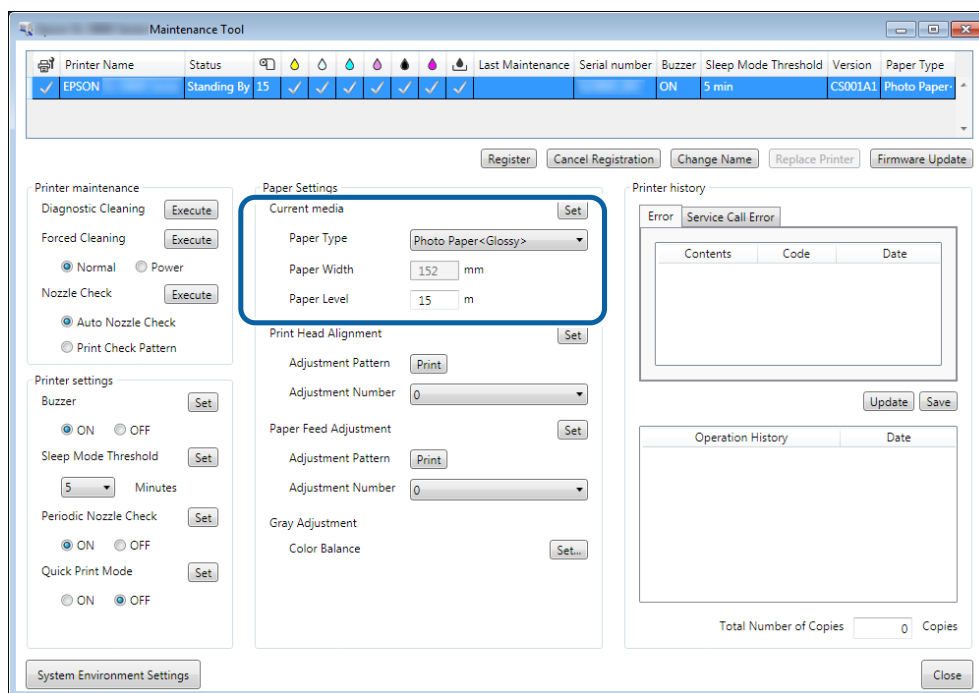 Maintenance Tool
Printer Name Status Last Maintenance Serial number Buzzer Sleep Mode Threshold Version Paper Type
EPSON Standing By 15 ON 5 min CS001A1 Photo Paper
Register Cancel Registration Change Name Replace Printer Firmware Update
Printer maintenance
Diagnostic Cleaning Execute
Forced Cleaning Execute
Normal Power
Nozzle Check Execute
Auto Nozzle Check
Print Check Pattern
Printer settings
Buzzer Set
ON OFF
Sleep Mode Threshold Set
5 Minutes
Periodic Nozzle Check Set
ON OFF
Quick Print Mode Set
ON OFF
Paper Settings
Current media Set
Paper Type Photo Paper<Glossy>
Paper Width 152 mm
Paper Level 15 m
Print Head Alignment Set
Adjustment Pattern Print
Adjustment Number 0
Paper Feed Adjustment Set
Adjustment Pattern Print
Adjustment Number 0
Gray Adjustment
Color Balance Set...
Printer history
Error Service Call Error
Contents Code Date
Update Save
Operation History Date
Total Number of Copies 0 Copies
System Environment Settings Close